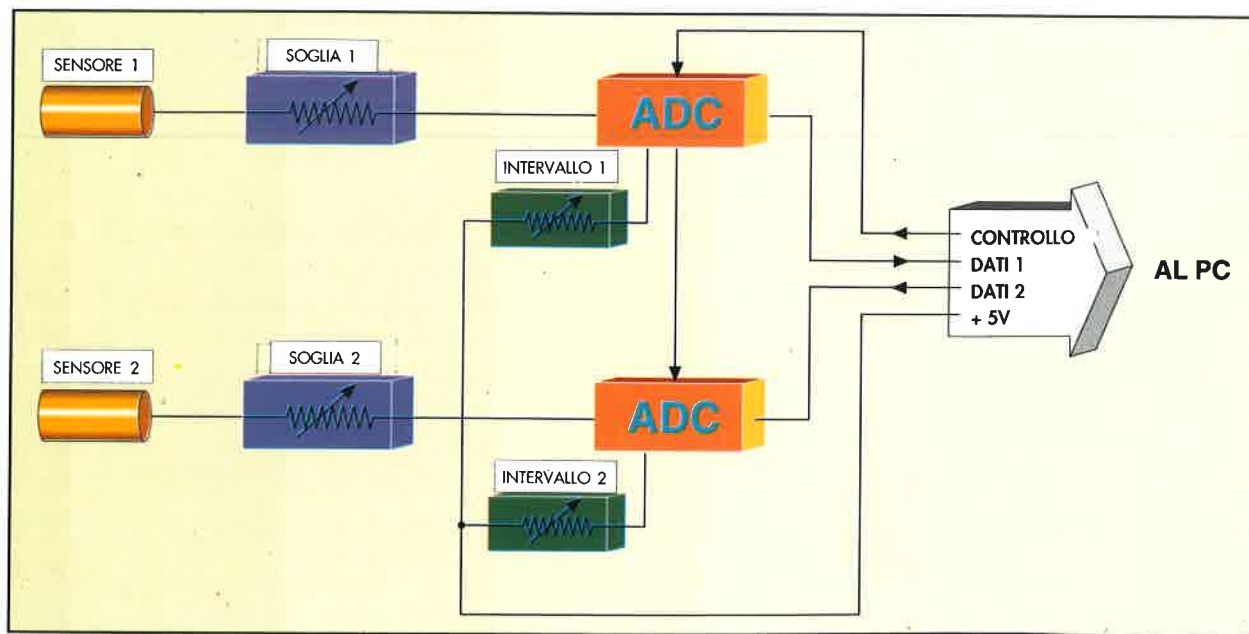 SENSORE 1
SOGLIA 1
ADC
INTERVALLO 1
CONTROLLO
DATI 1
DATI 2
+ 5V
AL PC
SENSORE 2
SOGLIA 2
ADC
INTERVALLO 2